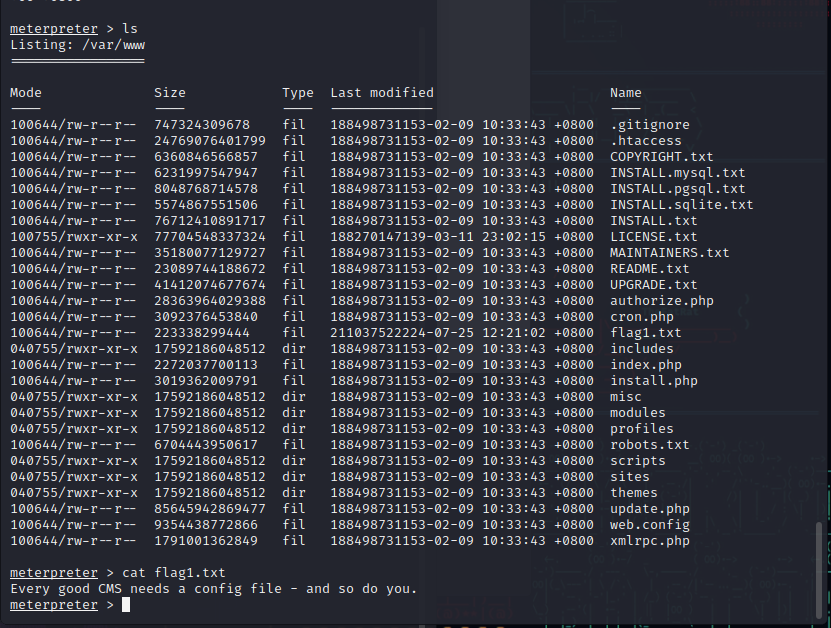 meterpreter > ls
Listing: /var/www
=================
Mode Size Type Last modified Name
---- ---- ---- ------------- ----
100644/rw-r--r-- 747324309678 fil 188498731153-02-09 10:33:43 +0800 .gitignore
100644/rw-r--r-- 24769076401799 fil 188498731153-02-09 10:33:43 +0800 .htaccess
100644/rw-r--r-- 6360846566857 fil 188498731153-02-09 10:33:43 +0800 COPYRIGHT.txt
100644/rw-r--r-- 6231997547947 fil 188498731153-02-09 10:33:43 +0800 INSTALL.mysql.txt
100644/rw-r--r-- 8048768714578 fil 188498731153-02-09 10:33:43 +0800 INSTALL.pgsql.txt
100644/rw-r--r-- 5574867551506 fil 188498731153-02-09 10:33:43 +0800 INSTALL.sqlite.txt
100644/rw-r--r-- 76712410891717 fil 188498731153-02-09 10:33:43 +0800 INSTALL.txt
100755/rwxr-xr-x 77704548337324 fil 188270147139-03-11 23:02:15 +0800 LICENSE.txt
100644/rw-r--r-- 35180077129727 fil 188498731153-02-09 10:33:43 +0800 MAINTAINERS.txt
100644/rw-r--r-- 23089744188672 fil 188498731153-02-09 10:33:43 +0800 README.txt
100644/rw-r--r-- 41412074677674 fil 188498731153-02-09 10:33:43 +0800 UPGRADE.txt
100644/rw-r--r-- 28363964029388 fil 188498731153-02-09 10:33:43 +0800 authorize.php
100644/rw-r--r-- 3092376453840 fil 188498731153-02-09 10:33:43 +0800 cron.php
100644/rw-r--r-- 223338299444 fil 211037522224-07-25 12:21:02 +0800 flag1.txt
040755/rwxr-xr-x 17592186048512 dir 188498731153-02-09 10:33:43 +0800 includes
100644/rw-r--r-- 2272037700113 fil 188498731153-02-09 10:33:43 +0800 index.php
100644/rw-r--r-- 3019362009791 fil 188498731153-02-09 10:33:43 +0800 install.php
040755/rwxr-xr-x 17592186048512 dir 188498731153-02-09 10:33:43 +0800 misc
040755/rwxr-xr-x 17592186048512 dir 188498731153-02-09 10:33:43 +0800 modules
040755/rwxr-xr-x 17592186048512 dir 188498731153-02-09 10:33:43 +0800 profiles
100644/rw-r--r-- 6704443950617 fil 188498731153-02-09 10:33:43 +0800 robots.txt
040755/rwxr-xr-x 17592186048512 dir 188498731153-02-09 10:33:43 +0800 scripts
040755/rwxr-xr-x 17592186048512 dir 188498731153-02-09 10:33:43 +0800 sites
040755/rwxr-xr-x 17592186048512 dir 188498731153-02-09 10:33:43 +0800 themes
100644/rw-r--r-- 85645942869477 fil 188498731153-02-09 10:33:43 +0800 update.php
100644/rw-r--r-- 9354438772866 fil 188498731153-02-09 10:33:43 +0800 web.config
100644/rw-r--r-- 1791001362849 fil 188498731153-02-09 10:33:43 +0800 xmlrpc.php
meterpreter > cat flag1.txt
Every good CMS needs a config file - and so do you.
meterpreter >